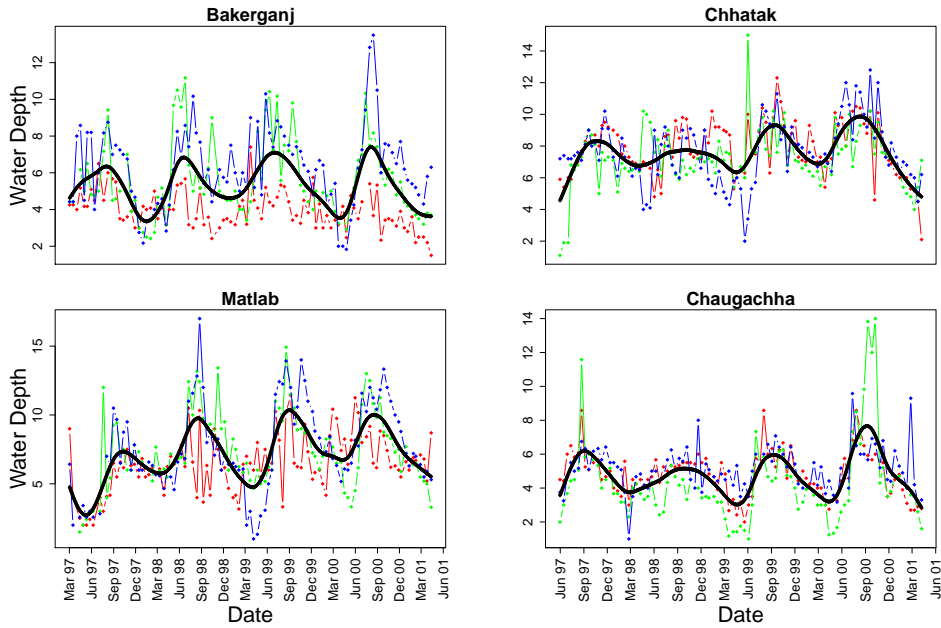 Bakerganj
Water Depth
2 4 6 8 10 12
Chhatak
2 4 6 8 10 12 14
Matlab
Water Depth
5 10 15
Mar 97 Jun 97 Sep 97 Dec 97 Mar 98 Jun 98 Sep 98 Dec 98 Mar 99 Jun 99 Sep 99 Dec 99 Mar 00 Jun 00 Sep 00 Dec 00 Mar 01 Jun 01
Date
Chaugachha
2 4 6 8 10 12 14
Jun 97 Sep 97 Dec 97 Mar 98 Jun 98 Sep 98 Dec 98 Mar 99 Jun 99 Sep 99 Dec 99 Mar 00 Jun 00 Sep 00 Dec 00 Mar 01 Jun 01
Date